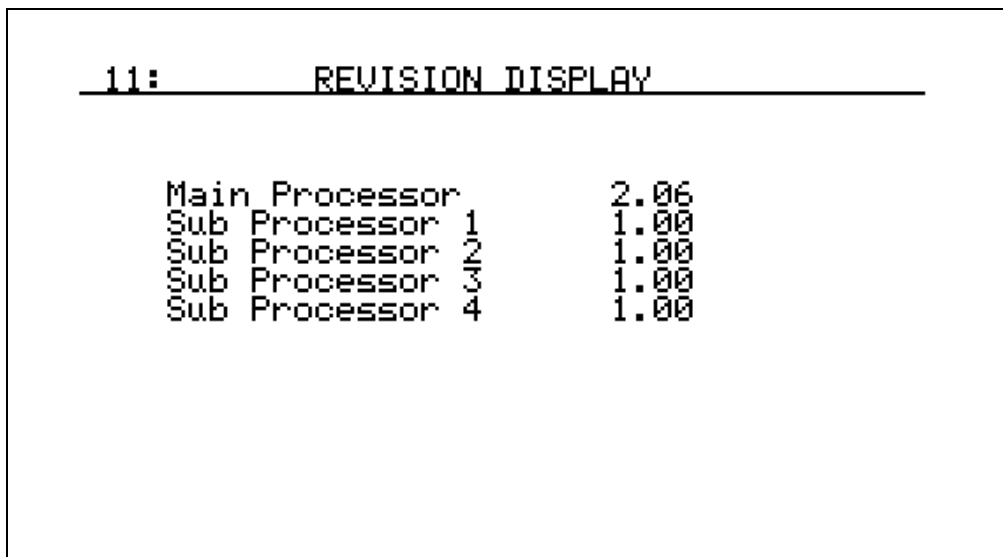 11: REVISION DISPLAY
Main Processor 2.06
Sub Processor 1 1.00
Sub Processor 2 1.00
Sub Processor 3 1.00
Sub Processor 4 1.00